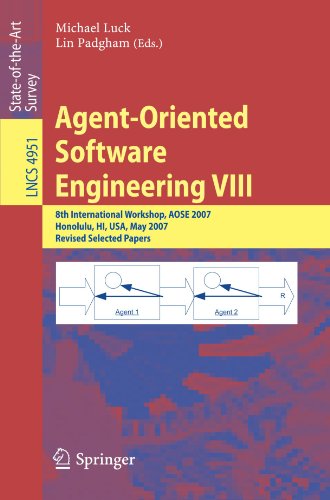 Michael Luck
Lin Padgham (Eds.)
State-of-the-Art
Survey
LNCS 4951
Agent-Oriented
Software
Engineering VIII
8th International Workshop, AOSE 2007
Honolulu, HI, USA, May 2007
Revised Selected Papers
Agent 1
Agent 2
R
Springer